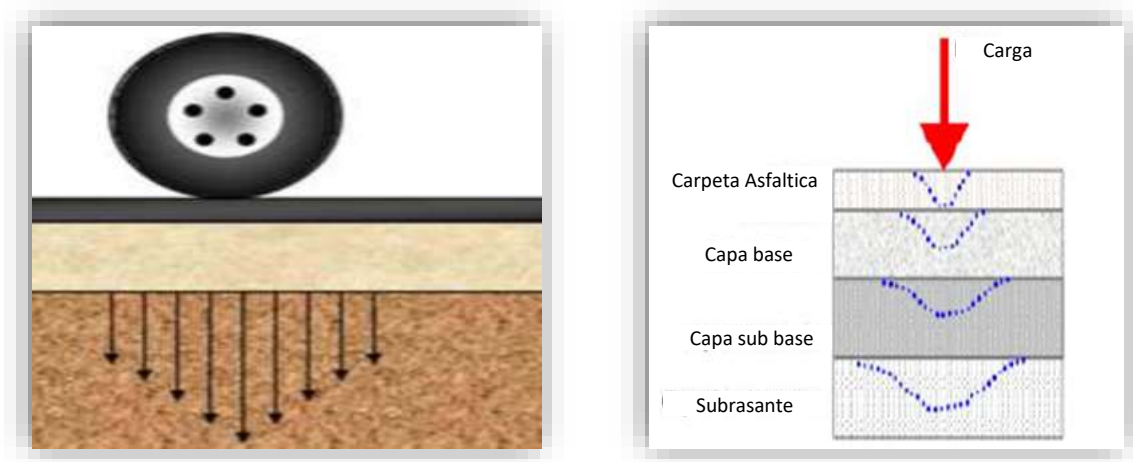 Carga
Carpeta Asfaltica
Capa base
Capa sub base
Subrasante